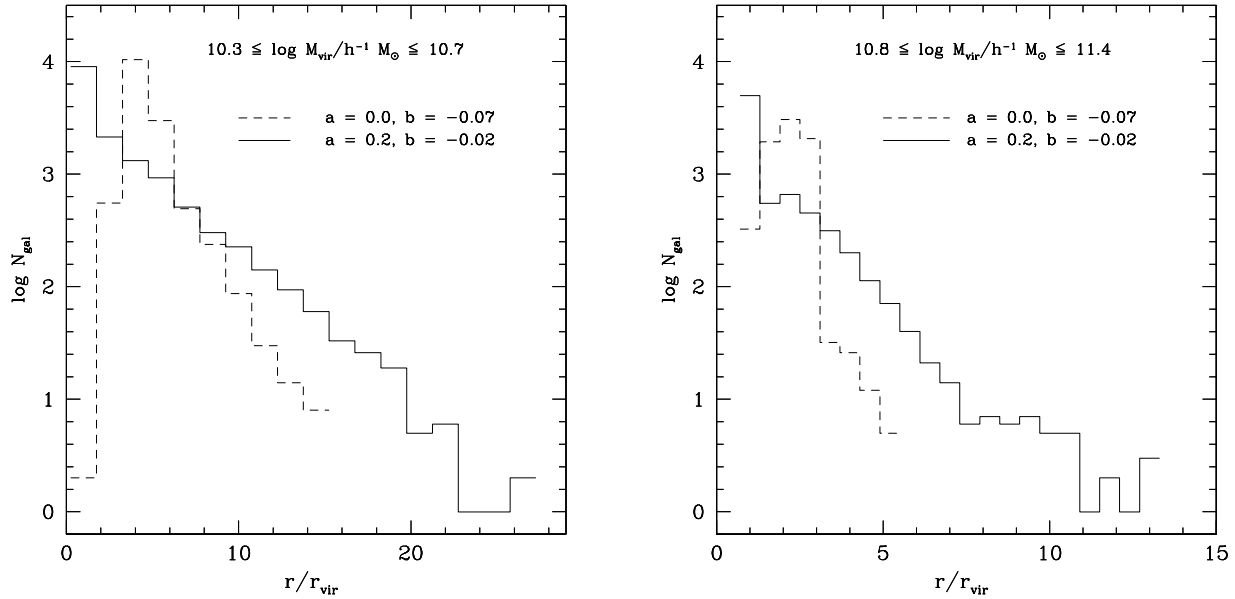 10.3 ≦ log M_vir/h⁻¹ M_⊙ ≦ 10.7
a = 0.0, b = −0.07
a = 0.2, b = −0.02
log N_gal
4
3
2
1
0
0 10 20
r/r_vir
10.8 ≦ log M_vir/h⁻¹ M_⊙ ≦ 11.4
a = 0.0, b = −0.07
a = 0.2, b = −0.02
log N_gal
4
3
2
1
0
0 5 10 15
r/r_vir